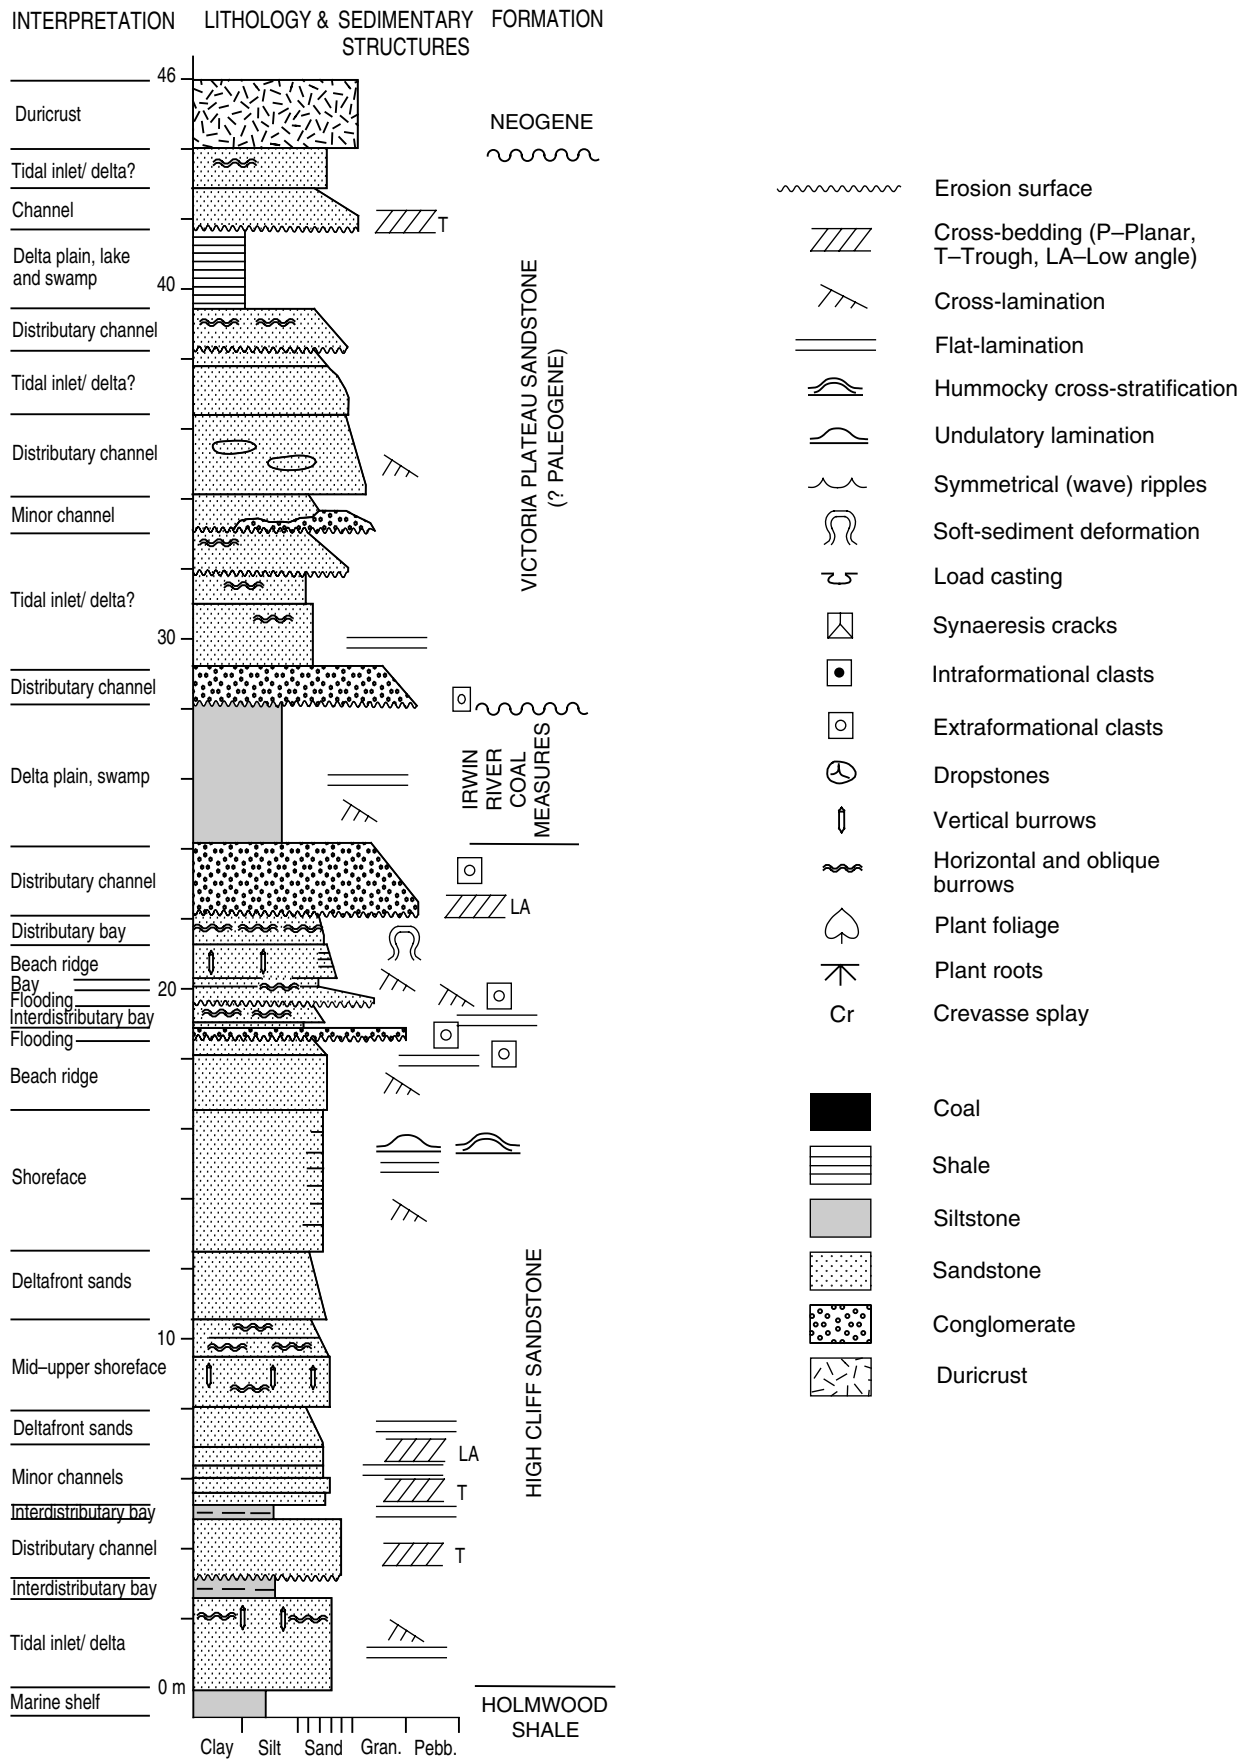 INTERPRETATION
LITHOLOGY & SEDIMENTARY
STRUCTURES
FORMATION
46
Duricrust
NEOGENE
Tidal inlet/ delta?
Channel
T
Delta plain, lake
and swamp
40
Distributary channel
Tidal inlet/ delta?
Distributary channel
Minor channel
VICTORIA PLATEAU SANDSTONE
(? PALEOGENE)
Tidal inlet/ delta?
30
Distributary channel
Delta plain, swamp
IRWIN
RIVER
COAL
MEASURES
Distributary channel
LA
Distributary bay
Beach ridge
Bay
20
Flooding
Interdistributary bay
Flooding
Beach ridge
Shoreface
Deltafront sands
10
Mid–upper shoreface
HIGH CLIFF SANDSTONE
Deltafront sands
LA
Minor channels
T
Interdistributary bay
Distributary channel
T
Interdistributary bay
Tidal inlet/ delta
0 m
Marine shelf
HOLMWOOD
SHALE
Clay Silt Sand Gran. Pebb.
Erosion surface
Cross-bedding (P–Planar,
T–Trough, LA–Low angle)
Cross-lamination
Flat-lamination
Hummocky cross-stratification
Undulatory lamination
Symmetrical (wave) ripples
Soft-sediment deformation
Load casting
Synaeresis cracks
Intraformational clasts
Extraformational clasts
Dropstones
Vertical burrows
Horizontal and oblique
burrows
Plant foliage
Plant roots
Cr Crevasse splay
Coal
Shale
Siltstone
Sandstone
Conglomerate
Duricrust